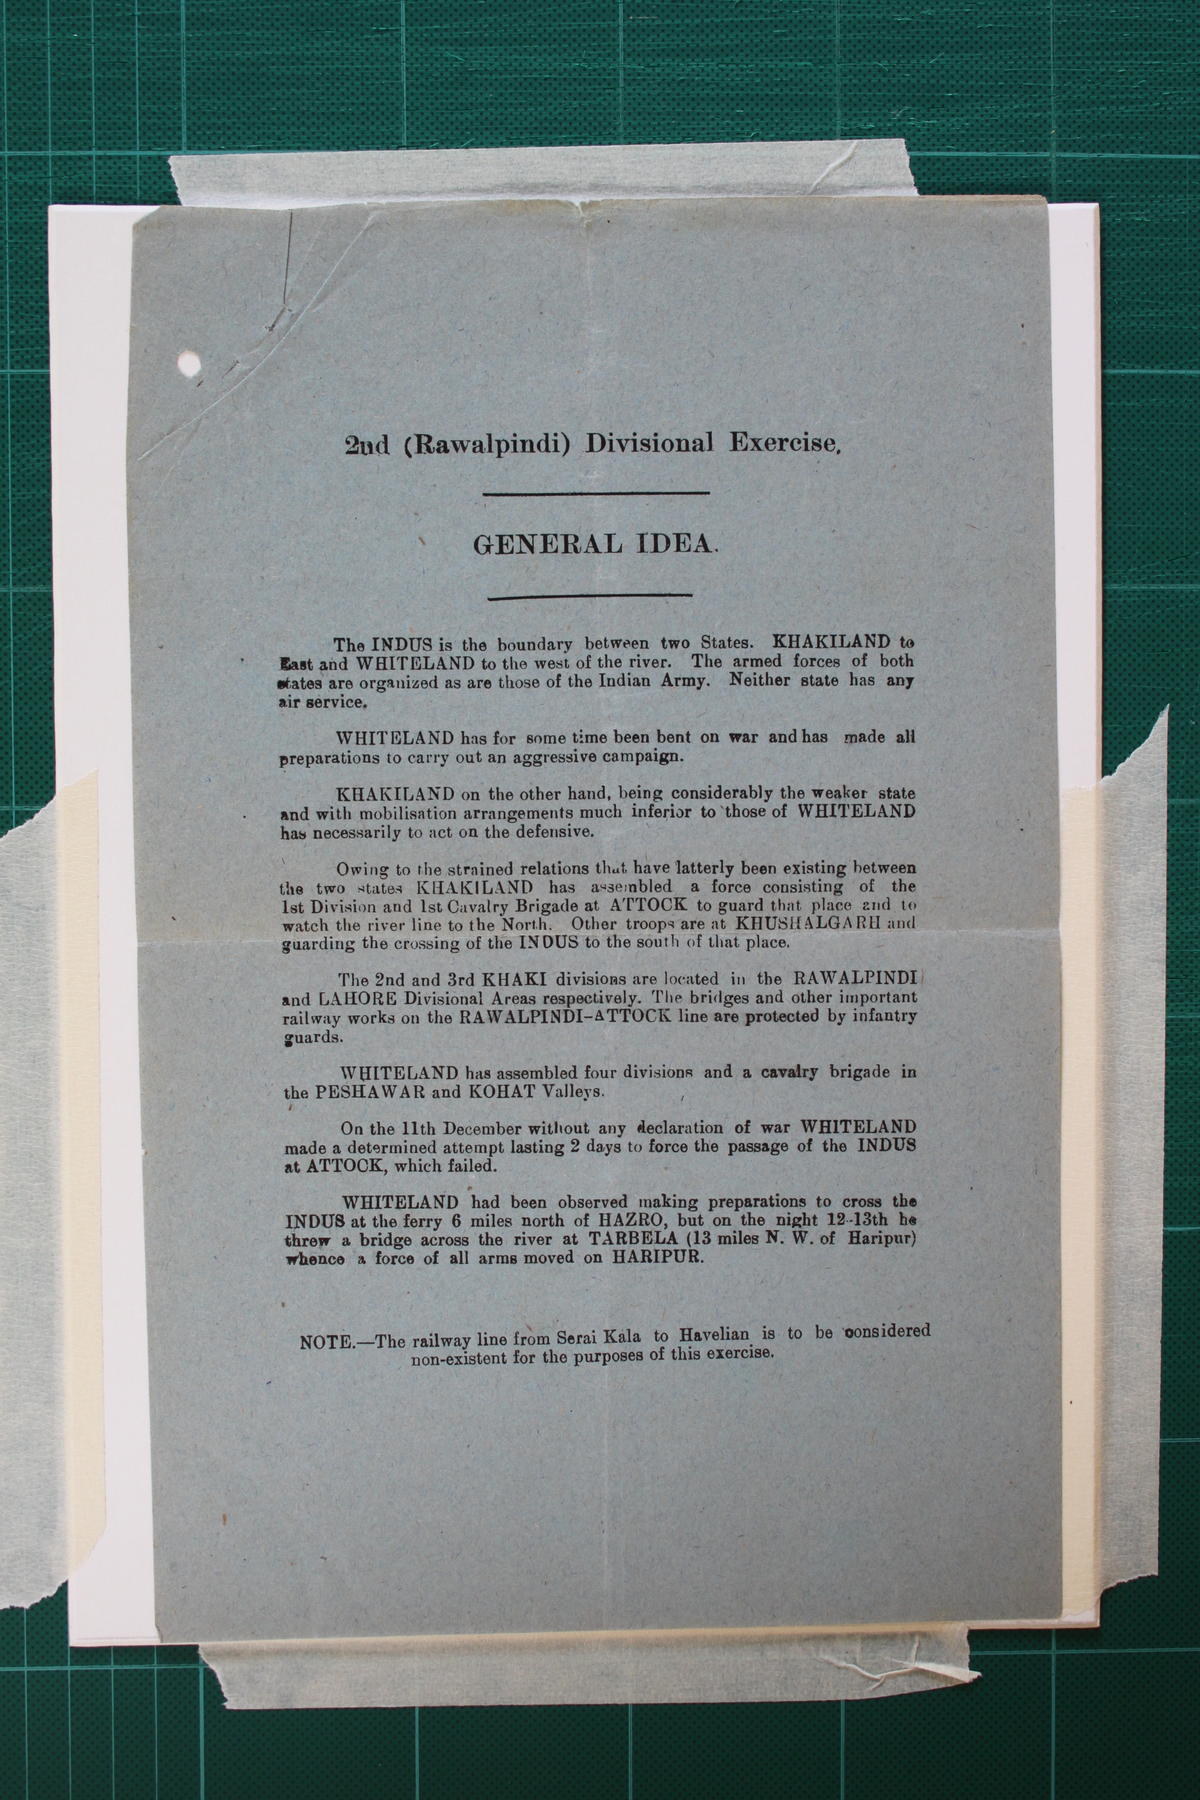 2nd (Rawalpindi) Divisional Exercise.
GENERAL IDEA.
The INDUS is the boundary between two States. KHAKILAND to
East and WHITELAND to the west of the river. The armed forces of both
states are organized as are those of the Indian Army. Neither state has any
air service.
WHITELAND has for some time been bent on war and has made all
preparations to carry out an aggressive campaign.
KHAKILAND on the other hand, being considerably the weaker state
and with mobilisation arrangements much inferior to those of WHITELAND
has necessarily to act on the defensive.
Owing to the strained relations that have latterly been existing between
the two states KHAKILAND has assembled a force consisting of the
1st Division and 1st Cavalry Brigade at ATTOCK to guard that place and to
watch the river line to the North. Other troops are at KHUSHALGARH and
guarding the crossing of the INDUS to the south of that place.
The 2nd and 3rd KHAKI divisions are located in the RAWALPINDI
and LAHORE Divisional Areas respectively. The bridges and other important
railway works on the RAWALPINDI-ATTOCK line are protected by infantry
guards.
WHITELAND has assembled four divisions and a cavalry brigade in
the PESHAWAR and KOHAT Valleys.
On the 11th December without any declaration of war WHITELAND
made a determined attempt lasting 2 days to force the passage of the INDUS
at ATTOCK, which failed.
WHITELAND had been observed making preparations to cross the
INDUS at the ferry 6 miles north of HAZRO, but on the night 12-13th he
threw a bridge across the river at TARBELA (13 miles N. W. of Haripur)
whence a force of all arms moved on HARIPUR.
NOTE.—The railway line from Serai Kala to Havelian is to be considered
non-existent for the purposes of this exercise.